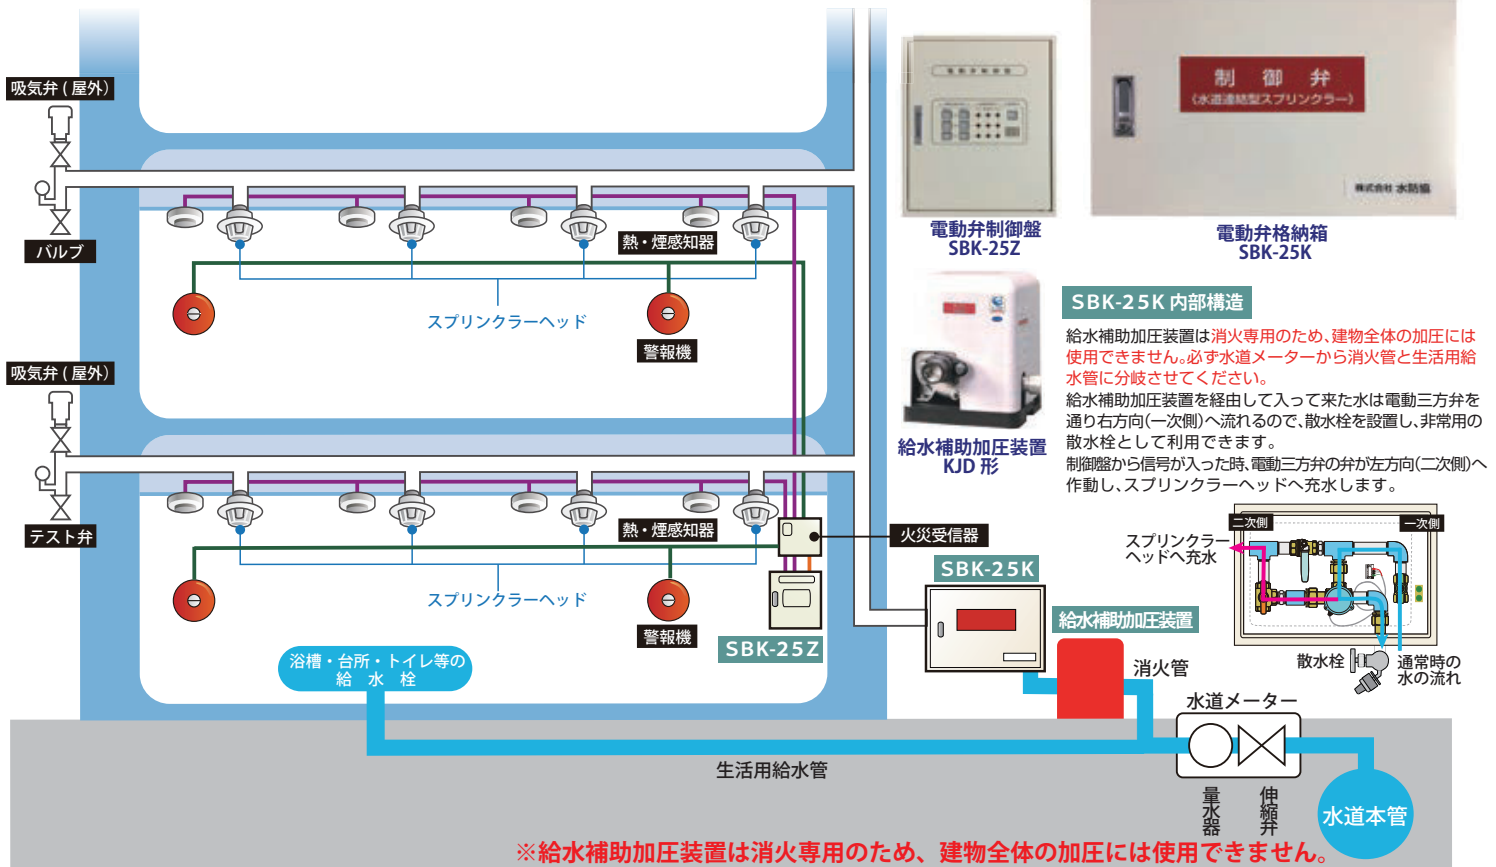 吸気弁(屋外)
バルブ
熱・煙感知器
スプリンクラーヘッド
警報機
吸気弁(屋外)
テスト弁
熱・煙感知器
スプリンクラーヘッド
警報機
火災受信器
SBK-25Z
SBK-25K
給水補助加圧装置
消火管
浴槽・台所・トイレ等の
給 水 栓
生活用給水管
水道メーター
量水器
伸縮弁
水道本管
※給水補助加圧装置は消火専用のため、建物全体の加圧には使用できません。
電動弁制御盤
SBK-25Z
制 御 弁
(水道連結型スプリンクラー)
株式会社 水防協
電動弁格納箱
SBK-25K
給水補助加圧装置
KJD 形
SBK-25K 内部構造
給水補助加圧装置は消火専用のため、建物全体の加圧には
使用できません。必ず水道メーターから消火管と生活用給
水管に分岐させてください。
給水補助加圧装置を経由して入って来た水は電動三方弁を
通り右方向(一次側)へ流れるので、散水栓を設置し、非常用の
散水栓として利用できます。
制御盤から信号が入った時、電動三方弁の弁が左方向(二次側)へ
作動し、スプリンクラーヘッドへ充水します。
二次側
一次側
スプリンクラー
ヘッドへ充水
散水栓
通常時の
水の流れ